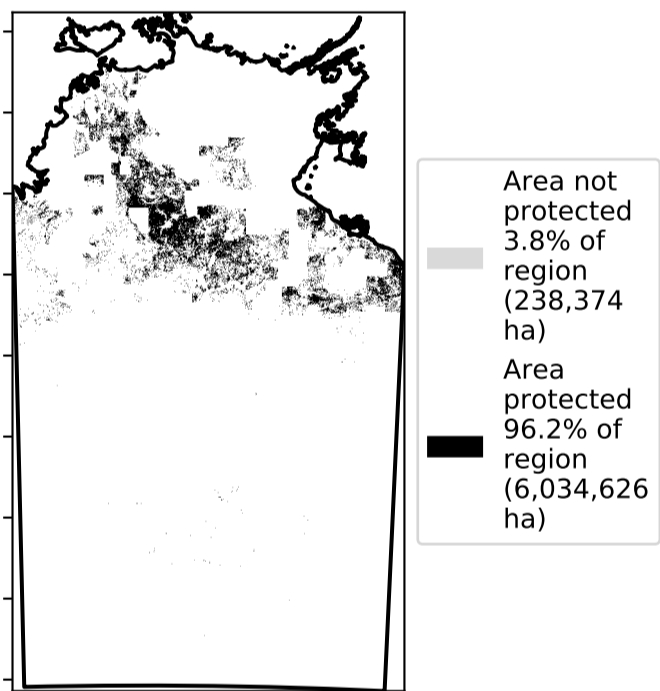 Area not
protected
3.8% of
region
(238,374
ha)
Area
protected
96.2% of
region
(6,034,626
ha)